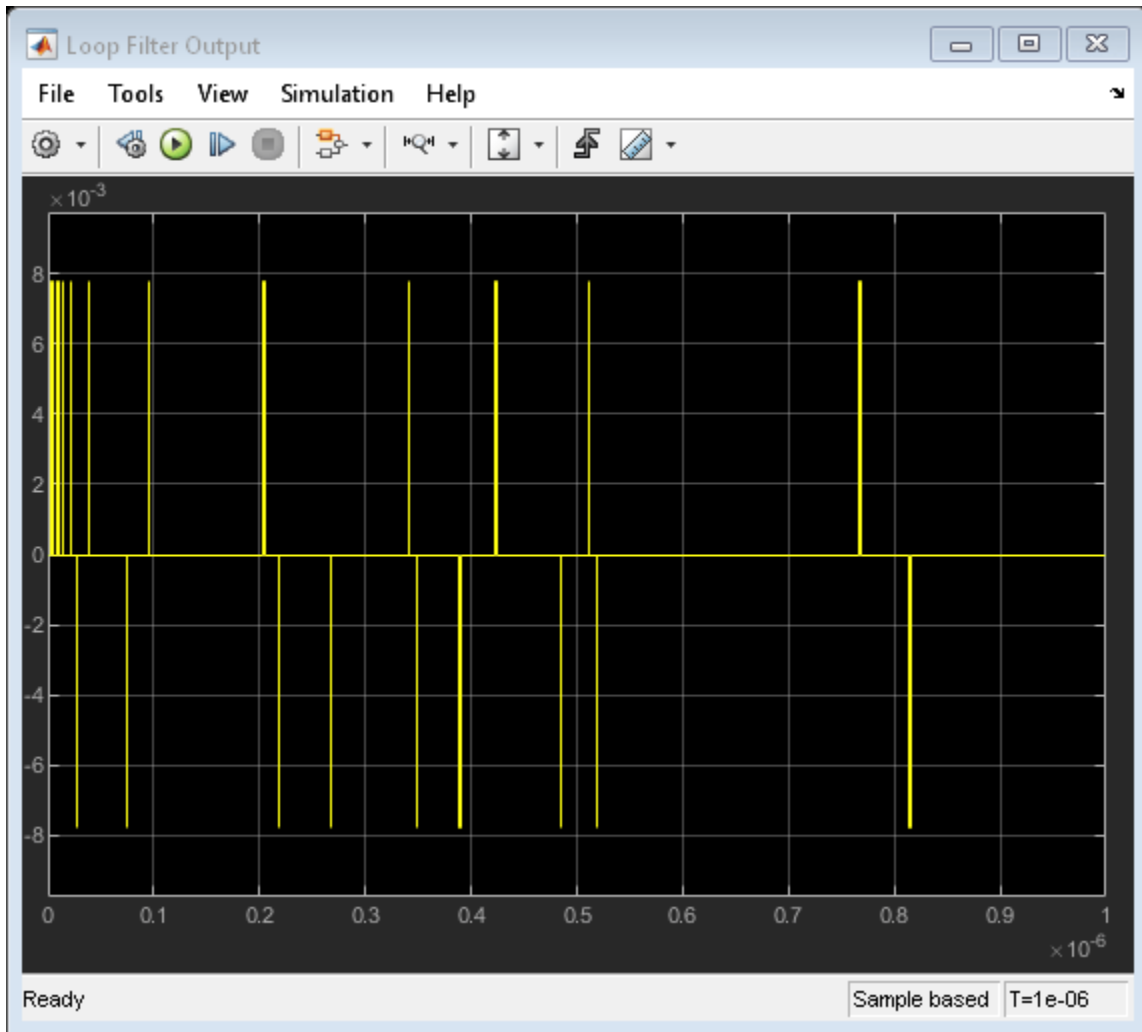 Loop Filter Output
File Tools View Simulation Help
×10-3
8
6
4
2
0
-2
-4
-6
-8
0 0.1 0.2 0.3 0.4 0.5 0.6 0.7 0.8 0.9 1
×10-6
Ready Sample based T=1e-06